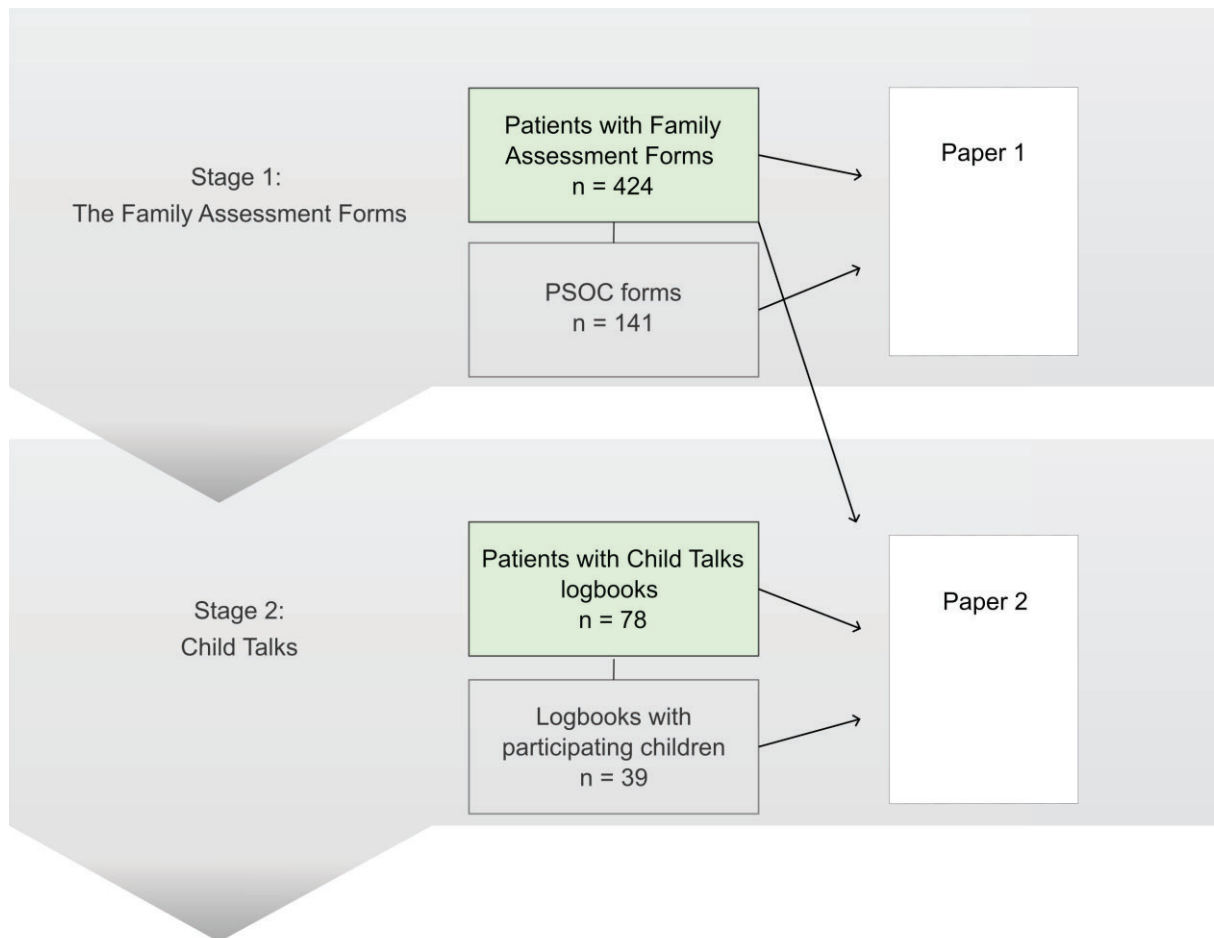 Stage 1:
The Family Assessment Forms
Patients with Family
Assessment Forms
n = 424
PSOC forms
n = 141
Paper 1
Stage 2:
Child Talks
Patients with Child Talks
logbooks
n = 78
Logbooks with
participating children
n = 39
Paper 2